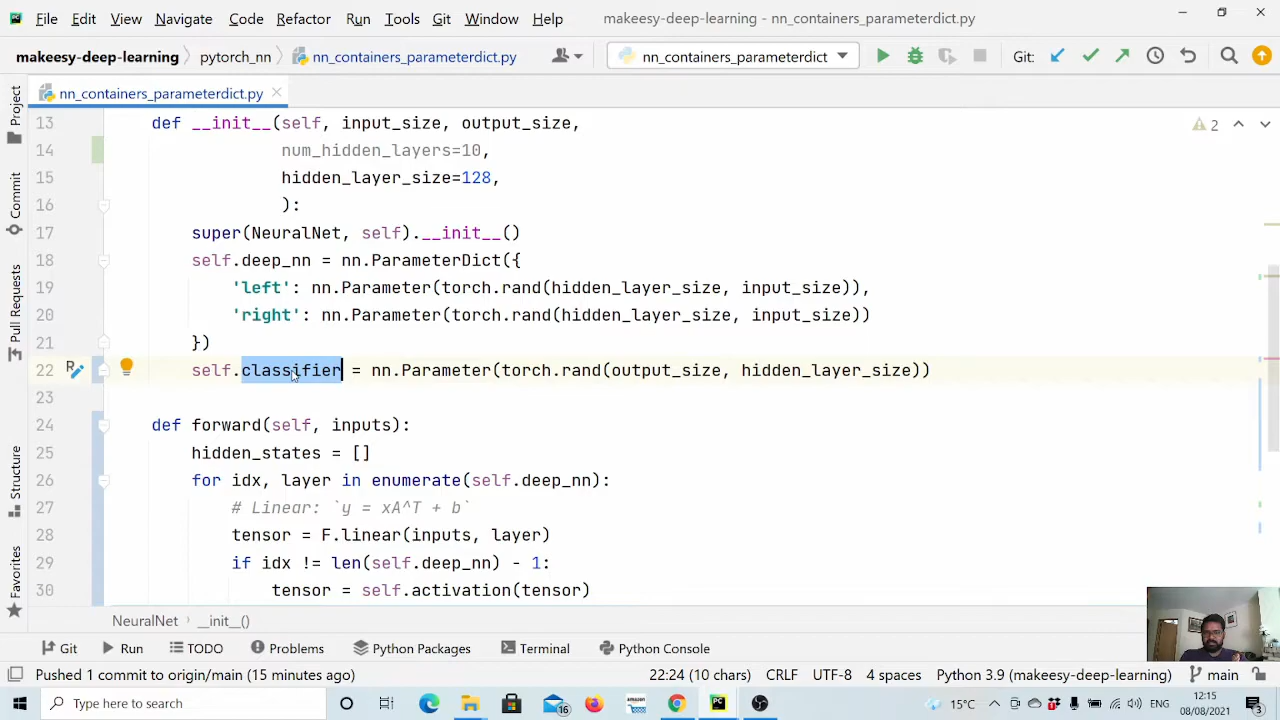 File Edit View Navigate Code Refactor Run Tools Git Window Help makeesy-deep-learning - nn_containers_parameterdict.py
makeesy-deep-learning pytorch_nn nn_containers_parameterdict.py nn_containers_parameterdict Git:
nn_containers_parameterdict.py
Project
Commit
Pull Requests
Structure
Favorites
2
13 def __init__(self, input_size, output_size,
14 num_hidden_layers=10,
15 hidden_layer_size=128,
16 ):
17 super(NeuralNet, self).__init__()
18 self.deep_nn = nn.ParameterDict({
19 'left': nn.Parameter(torch.rand(hidden_layer_size, input_size)),
20 'right': nn.Parameter(torch.rand(hidden_layer_size, input_size))
21 })
22 self.classifier = nn.Parameter(torch.rand(output_size, hidden_layer_size))
23
24 def forward(self, inputs):
25 hidden_states = []
26 for idx, layer in enumerate(self.deep_nn):
27 # Linear: `y = xA^T + b`
28 tensor = F.linear(inputs, layer)
29 if idx != len(self.deep_nn) - 1:
30 tensor = self.activation(tensor)
NeuralNet __init__()
Git Run TODO Problems Python Packages Terminal Python Console
Pushed 1 commit to origin/main (15 minutes ago) 22:24 (10 chars) CRLF UTF-8 4 spaces Python 3.9 (makeesy-deep-learning) main
Type here to search 16 15°C 12:15
08/08/2021 3